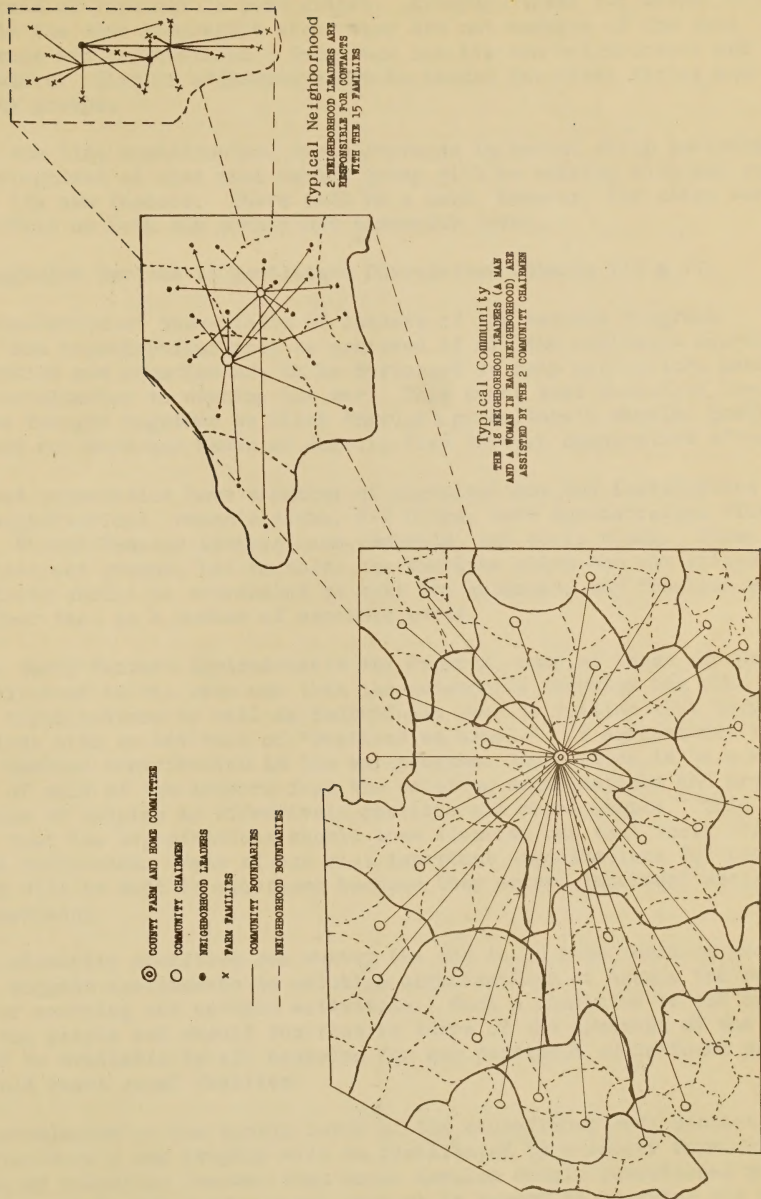 ⊚ COUNTY FARM AND HOME COMMITTEE
○ COMMUNITY CHAIRMEN
• NEIGHBORHOOD LEADERS
x FARM FAMILIES
— COMMUNITY BOUNDARIES
--- NEIGHBORHOOD BOUNDARIES
Typical Community
THE 18 NEIGHBORHOOD LEADERS (A MAN
AND A WOMAN IN EACH NEIGHBORHOOD) ARE
ASSISTED BY THE 2 COMMUNITY CHAIRMEN
Typical Neighborhood
2 NEIGHBORHOOD LEADERS ARE
RESPONSIBLE FOR CONTACTS
WITH THE 15 FAMILIES